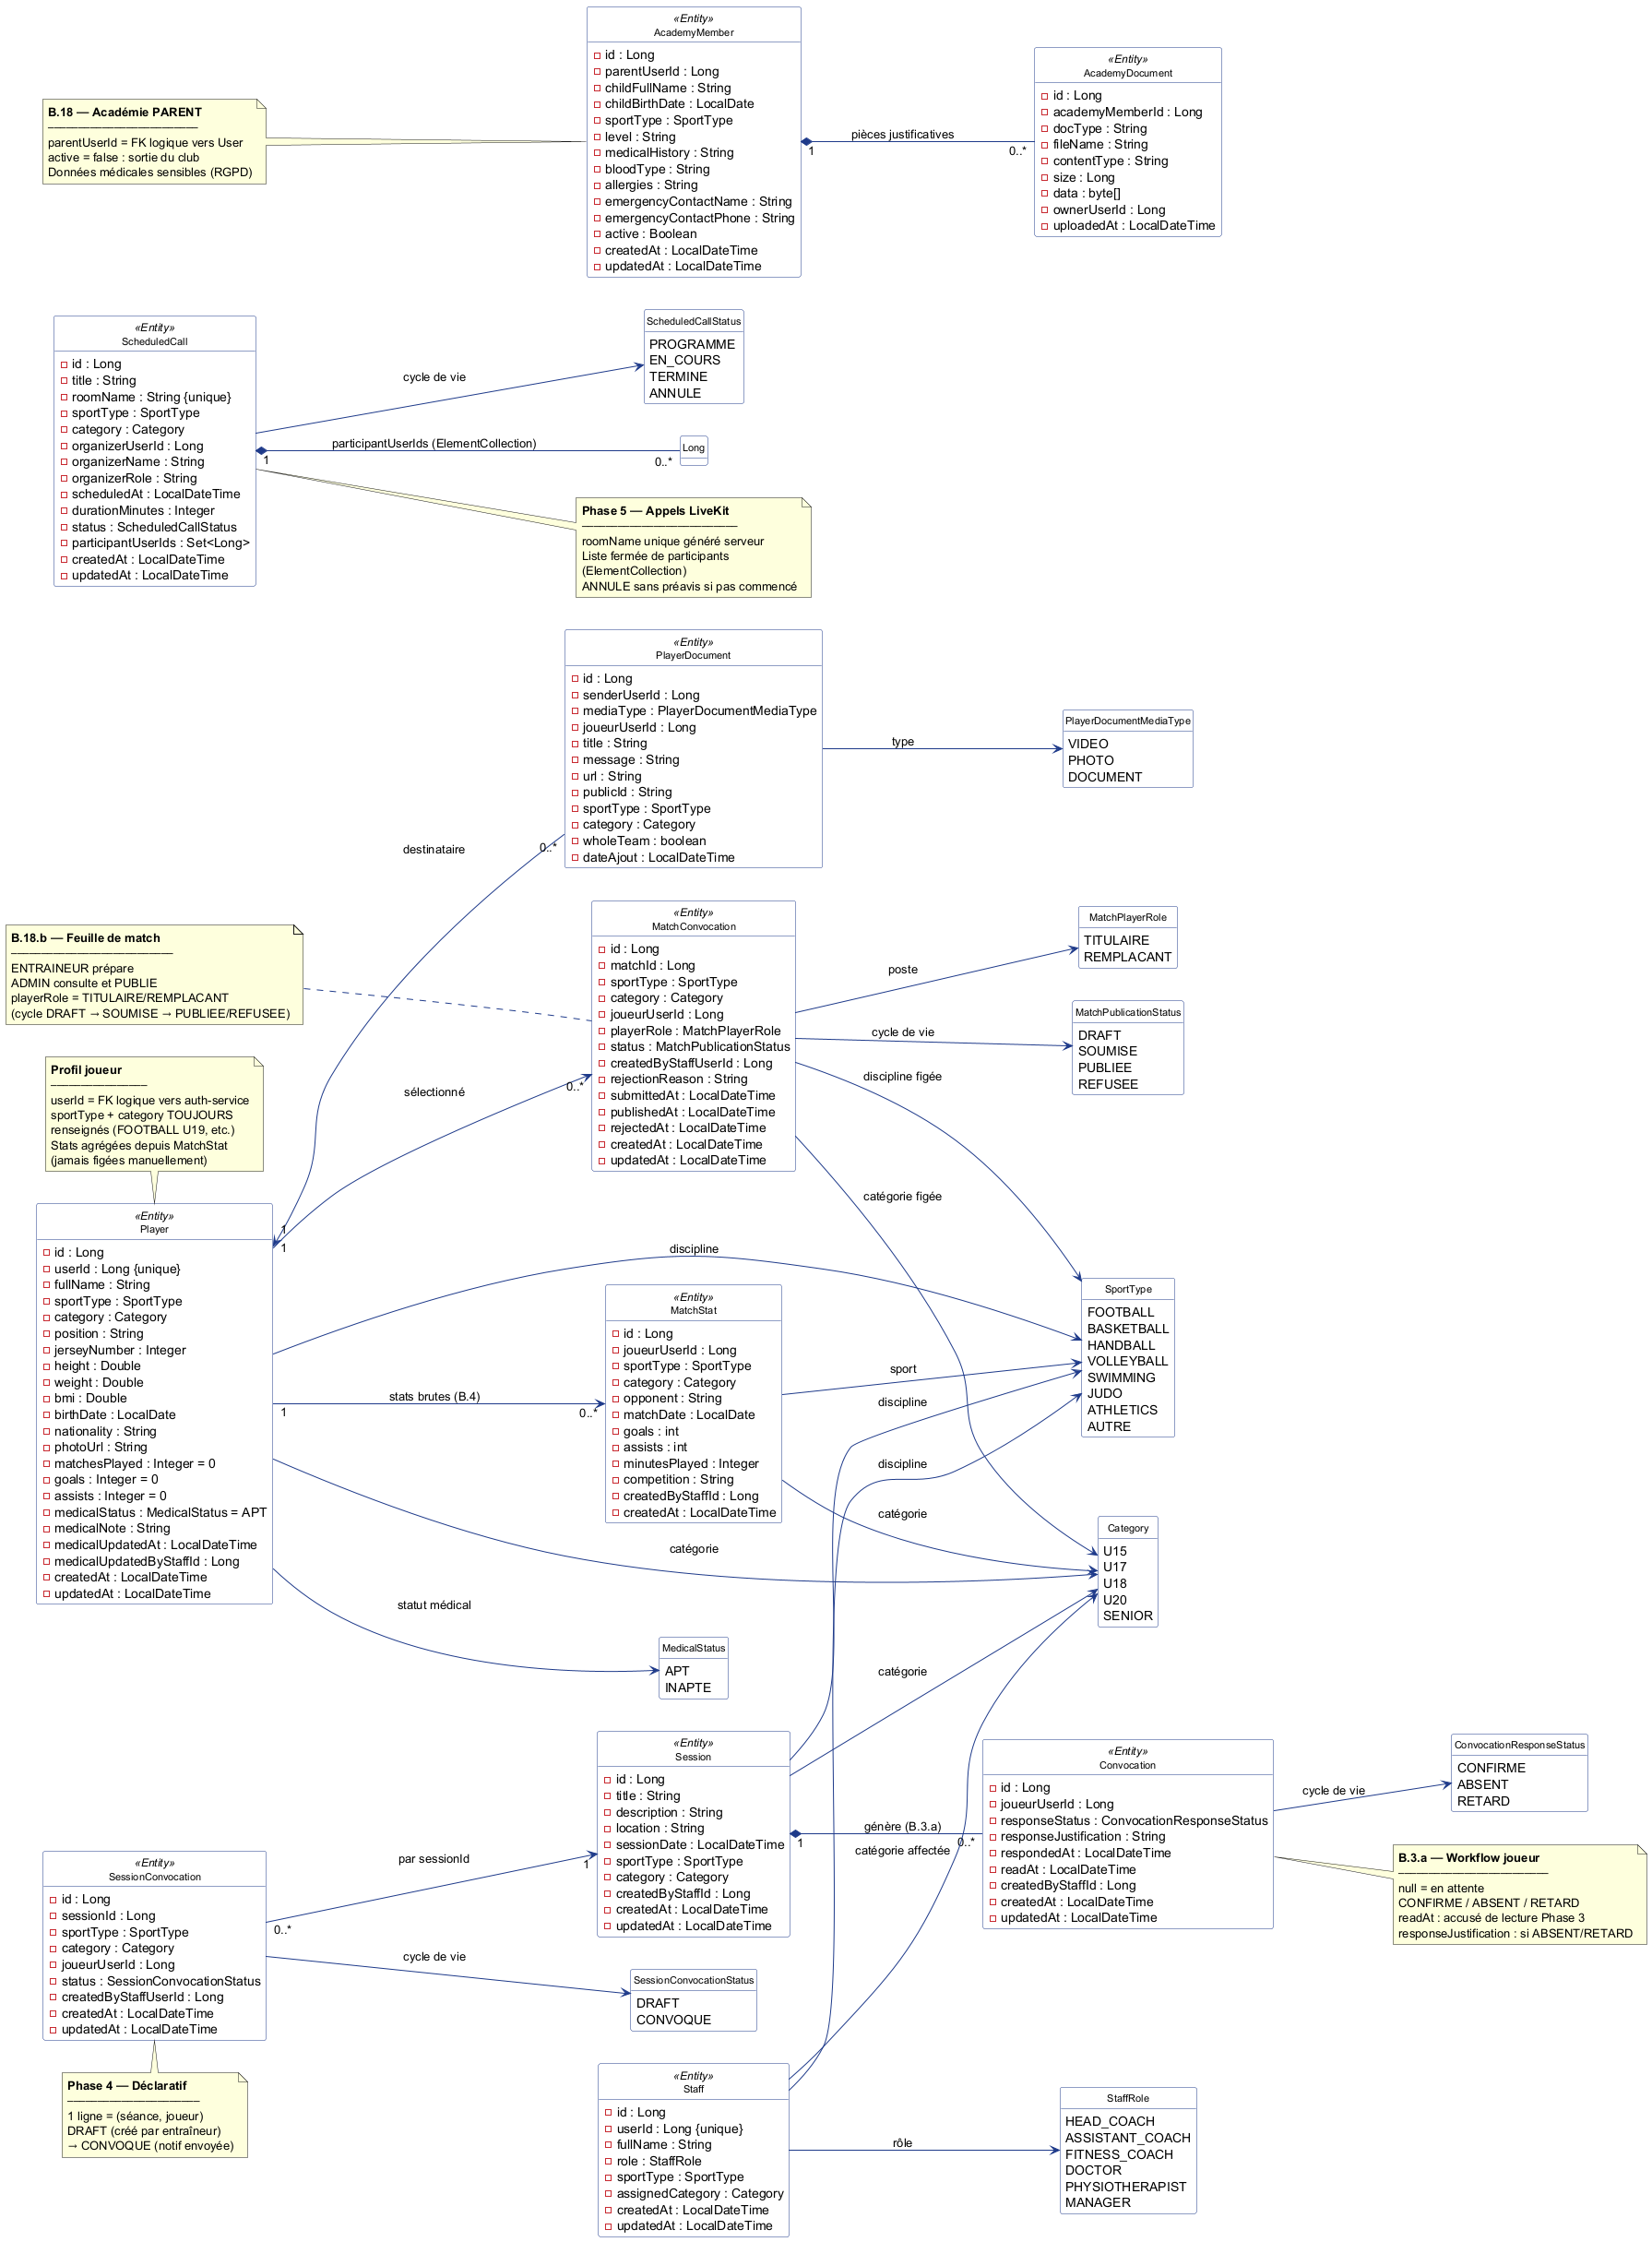 «Entity»
AcademyMember
id : Long
parentUserId : Long
childFullName : String
childBirthDate : LocalDate
sportType : SportType
level : String
medicalHistory : String
bloodType : String
allergies : String
emergencyContactName : String
emergencyContactPhone : String
active : Boolean
createdAt : LocalDateTime
updatedAt : LocalDateTime
«Entity»
AcademyDocument
id : Long
academyMemberId : Long
docType : String
fileName : String
contentType : String
size : Long
data : byte[]
ownerUserId : Long
uploadedAt : LocalDateTime
B.18 — Académie PARENT
parentUserId = FK logique vers User
active = false : sortie du club
Données médicales sensibles (RGPD)
pièces justificatives
1
0..*
«Entity»
ScheduledCall
id : Long
title : String
roomName : String {unique}
sportType : SportType
category : Category
organizerUserId : Long
organizerName : String
organizerRole : String
scheduledAt : LocalDateTime
durationMinutes : Integer
status : ScheduledCallStatus
participantUserIds : Set<Long>
createdAt : LocalDateTime
updatedAt : LocalDateTime
ScheduledCallStatus
PROGRAMME
EN_COURS
TERMINE
ANNULE
cycle de vie
participantUserIds (ElementCollection)
1
0..*
Long
Phase 5 — Appels LiveKit
roomName unique généré serveur
Liste fermée de participants
(ElementCollection)
ANNULE sans préavis si pas commencé
«Entity»
PlayerDocument
id : Long
senderUserId : Long
mediaType : PlayerDocumentMediaType
joueurUserId : Long
title : String
message : String
url : String
publicId : String
sportType : SportType
category : Category
wholeTeam : boolean
dateAjout : LocalDateTime
type
PlayerDocumentMediaType
VIDEO
PHOTO
DOCUMENT
destinataire
0..*
1
B.18.b — Feuille de match
ENTRAINEUR prépare
ADMIN consulte et PUBLIE
playerRole = TITULAIRE/REMPLACANT
(cycle DRAFT → SOUMISE → PUBLIEE/REFUSEE)
«Entity»
MatchConvocation
id : Long
matchId : Long
sportType : SportType
category : Category
joueurUserId : Long
playerRole : MatchPlayerRole
status : MatchPublicationStatus
createdByStaffUserId : Long
rejectionReason : String
submittedAt : LocalDateTime
publishedAt : LocalDateTime
rejectedAt : LocalDateTime
createdAt : LocalDateTime
updatedAt : LocalDateTime
poste
MatchPlayerRole
TITULAIRE
REMPLACANT
cycle de vie
MatchPublicationStatus
DRAFT
SOUMISE
PUBLIEE
REFUSEE
discipline figée
catégorie figée
sélectionné
0..*
1
Profil joueur
userId = FK logique vers auth-service
sportType + category TOUJOURS
renseignés (FOOTBALL U19, etc.)
Stats agrégées depuis MatchStat
(jamais figées manuellement)
«Entity»
Player
id : Long
userId : Long {unique}
fullName : String
sportType : SportType
category : Category
position : String
jerseyNumber : Integer
height : Double
weight : Double
bmi : Double
birthDate : LocalDate
nationality : String
photoUrl : String
matchesPlayed : Integer = 0
goals : Integer = 0
assists : Integer = 0
medicalStatus : MedicalStatus = APT
medicalNote : String
medicalUpdatedAt : LocalDateTime
medicalUpdatedByStaffId : Long
createdAt : LocalDateTime
updatedAt : LocalDateTime
discipline
stats brutes (B.4)
1
0..*
catégorie
statut médical
«Entity»
MatchStat
id : Long
joueurUserId : Long
sportType : SportType
category : Category
opponent : String
matchDate : LocalDate
goals : int
assists : int
minutesPlayed : Integer
competition : String
createdByStaffId : Long
createdAt : LocalDateTime
sport
discipline
discipline
catégorie
SportType
FOOTBALL
BASKETBALL
HANDBALL
VOLLEYBALL
SWIMMING
JUDO
ATHLETICS
AUTRE
Category
U15
U17
U18
U20
SENIOR
MedicalStatus
APT
INAPTE
«Entity»
Session
id : Long
title : String
description : String
location : String
sessionDate : LocalDateTime
sportType : SportType
category : Category
createdByStaffId : Long
createdAt : LocalDateTime
updatedAt : LocalDateTime
catégorie
génère (B.3.a)
1
0..*
catégorie affectée
«Entity»
Convocation
id : Long
joueurUserId : Long
responseStatus : ConvocationResponseStatus
responseJustification : String
respondedAt : LocalDateTime
readAt : LocalDateTime
createdByStaffId : Long
createdAt : LocalDateTime
updatedAt : LocalDateTime
cycle de vie
ConvocationResponseStatus
CONFIRME
ABSENT
RETARD
B.3.a — Workflow joueur
null = en attente
CONFIRME / ABSENT / RETARD
readAt : accusé de lecture Phase 3
responseJustification : si ABSENT/RETARD
«Entity»
SessionConvocation
id : Long
sessionId : Long
sportType : SportType
category : Category
joueurUserId : Long
status : SessionConvocationStatus
createdByStaffUserId : Long
createdAt : LocalDateTime
updatedAt : LocalDateTime
par sessionId
1
0..*
cycle de vie
SessionConvocationStatus
DRAFT
CONVOQUE
Phase 4 — Déclaratif
1 ligne = (séance, joueur)
DRAFT (créé par entraîneur)
→ CONVOQUE (notif envoyée)
«Entity»
Staff
id : Long
userId : Long {unique}
fullName : String
role : StaffRole
sportType : SportType
assignedCategory : Category
createdAt : LocalDateTime
updatedAt : LocalDateTime
rôle
StaffRole
HEAD_COACH
ASSISTANT_COACH
FITNESS_COACH
DOCTOR
PHYSIOTHERAPIST
MANAGER